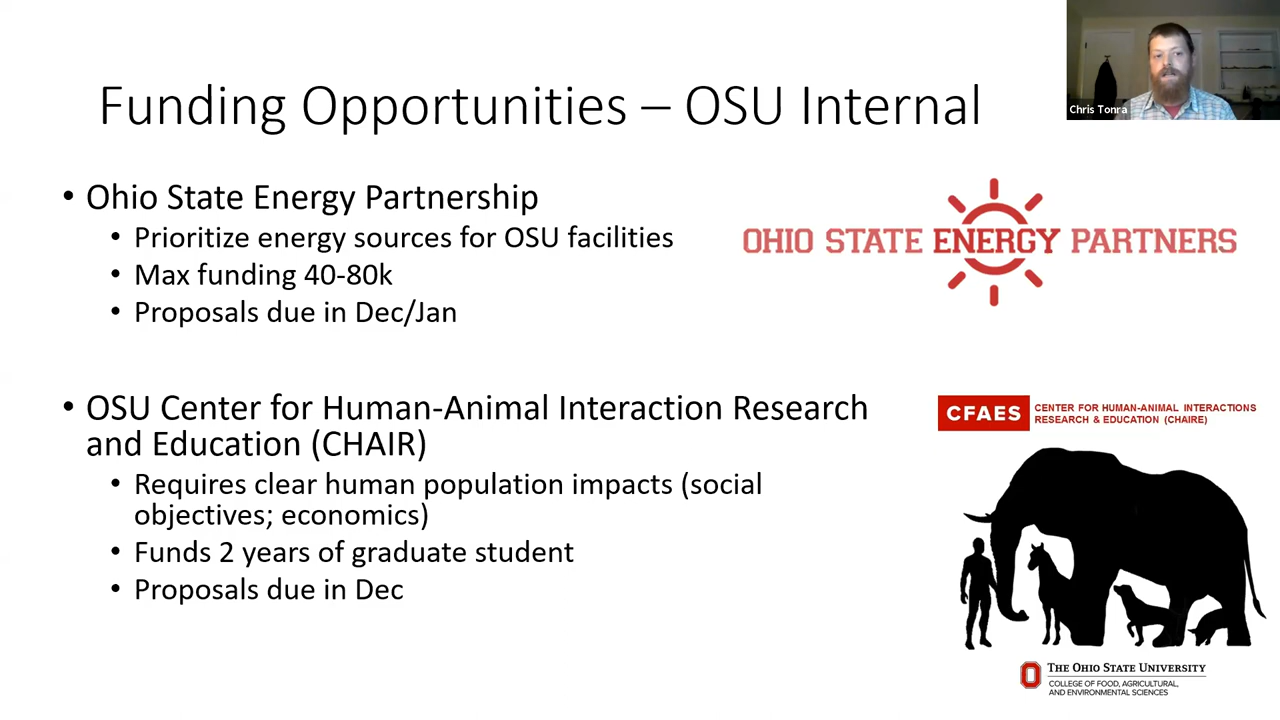 Chris Tonra
Funding Opportunities – OSU Internal
• Ohio State Energy Partnership
• Prioritize energy sources for OSU facilities
• Max funding 40-80k
• Proposals due in Dec/Jan
OHIO STATE ENERGY PARTNERS
• OSU Center for Human-Animal Interaction Research
and Education (CHAIR)
• Requires clear human population impacts (social
objectives; economics)
• Funds 2 years of graduate student
• Proposals due in Dec
CFAES
CENTER FOR HUMAN-ANIMAL INTERACTIONS
RESEARCH & EDUCATION (CHAIRE)
THE OHIO STATE UNIVERSITY
COLLEGE OF FOOD, AGRICULTURAL,
AND ENVIRONMENTAL SCIENCES